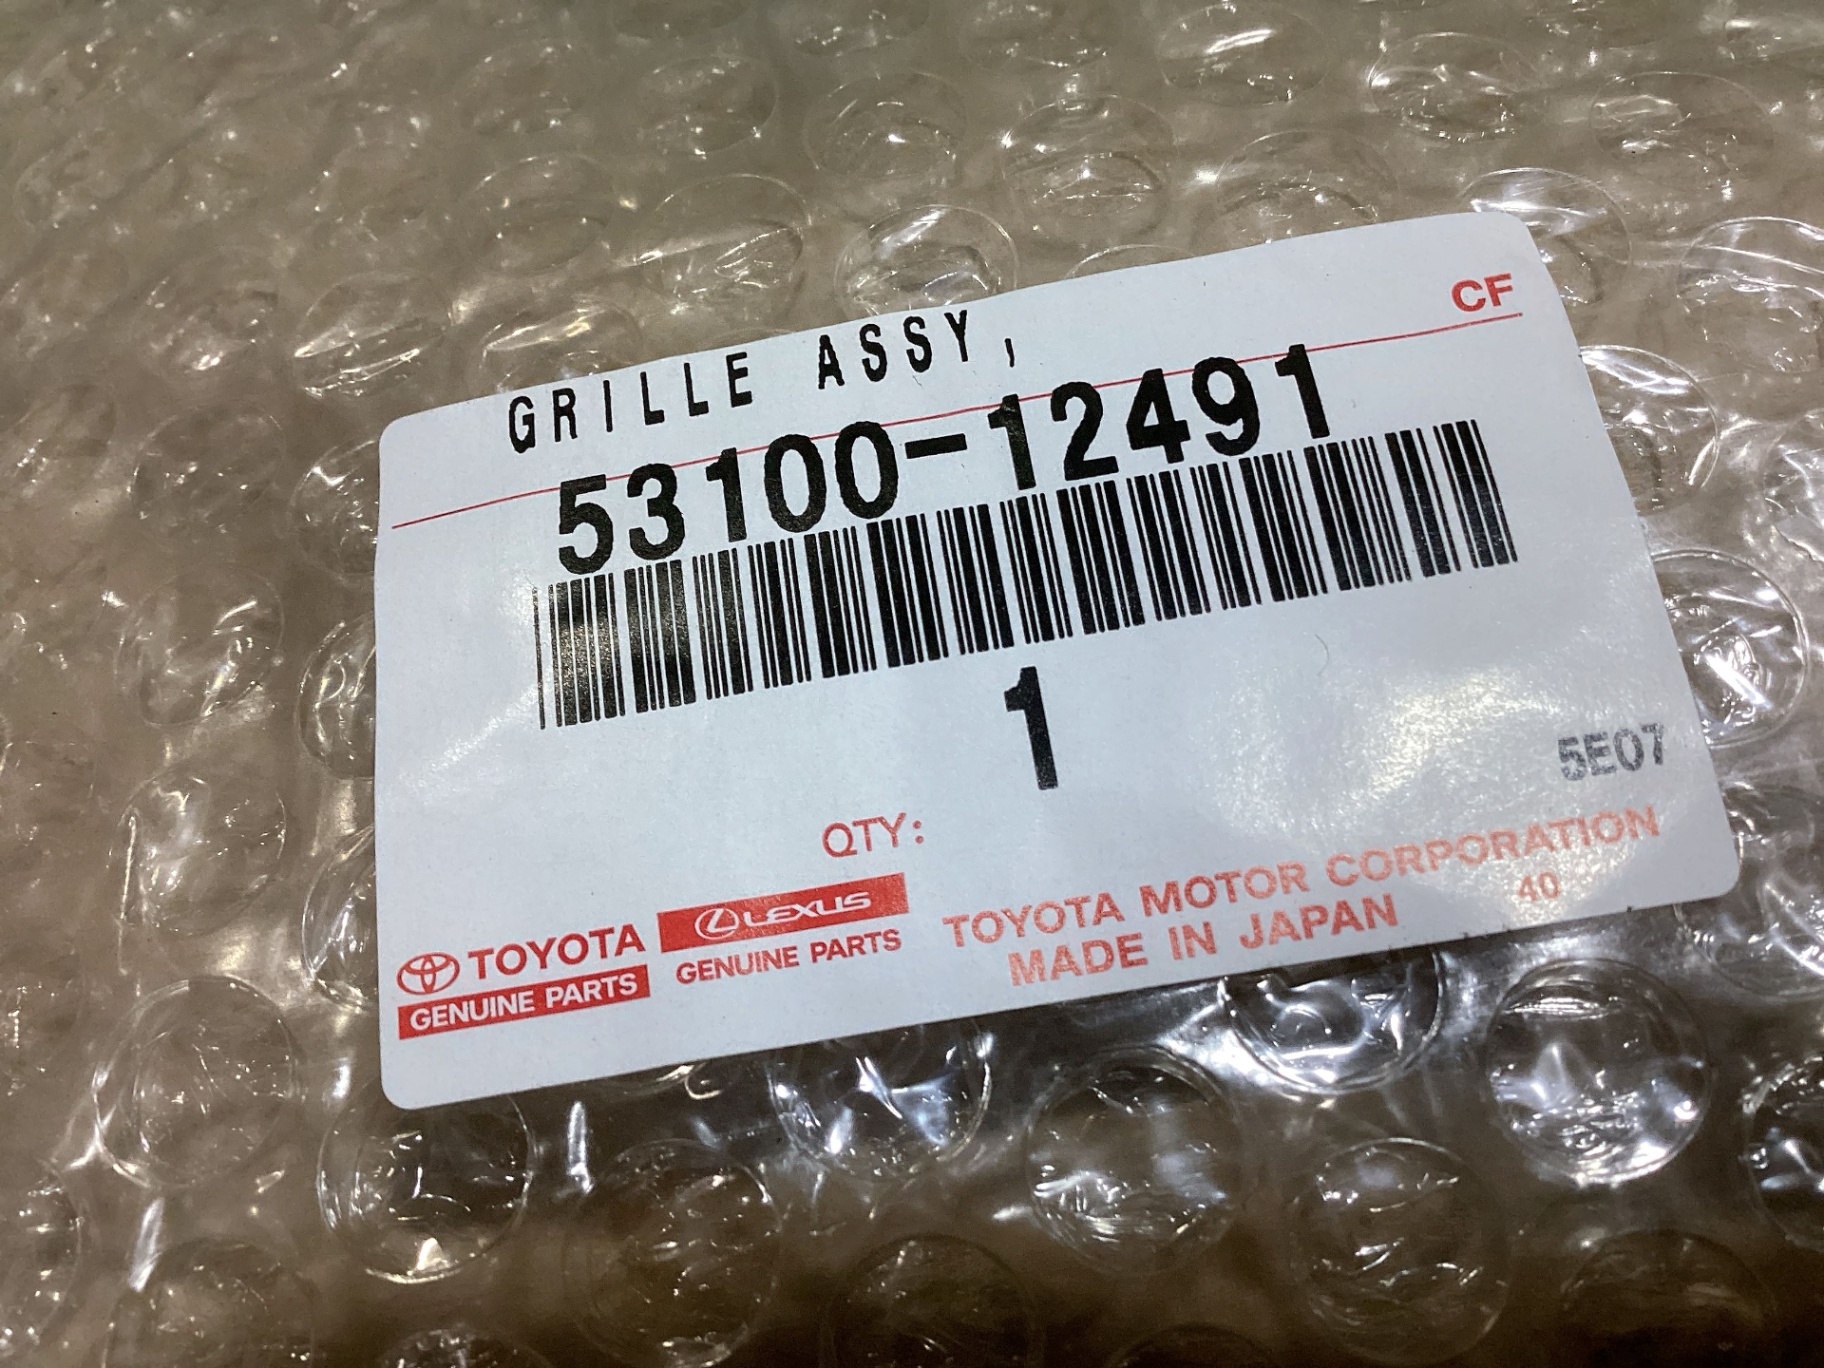 CF
GRILLE ASSY,
53100-12491
1
5E07
QTY:
TOYOTA
GENUINE PARTS
LEXUS
GENUINE PARTS
TOYOTA MOTOR CORPORATION
MADE IN JAPAN 40